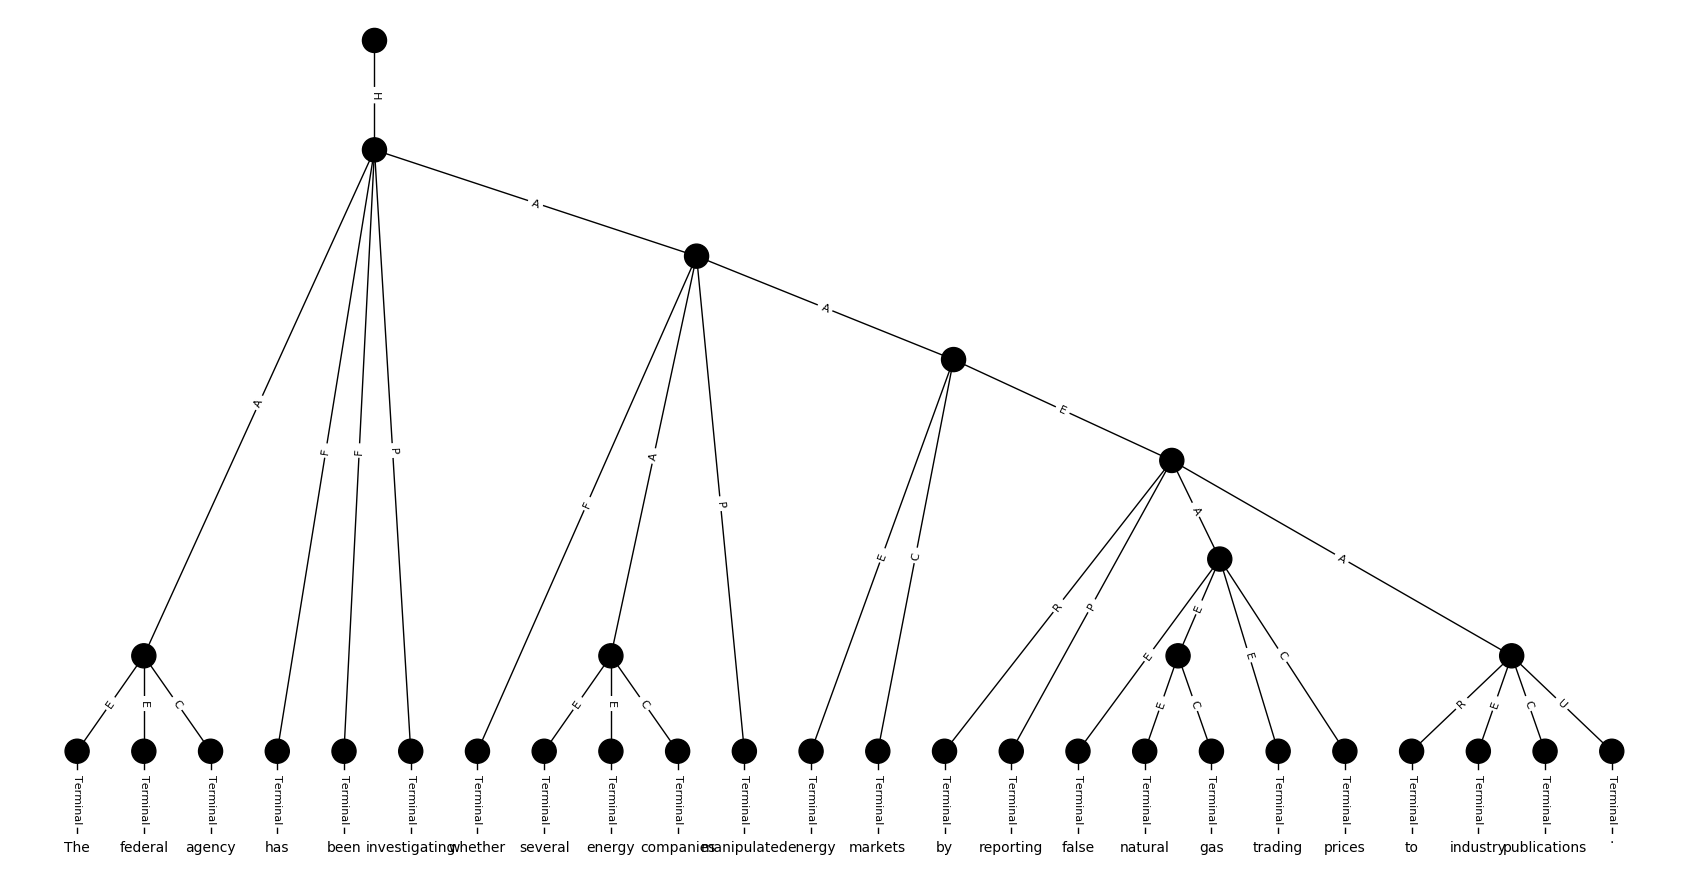 H
A
A
F
F
P
A
F
A
P
E
E
C
R
P
A
A
E
E
E
C
E
E
C
E
E
C
E
C
R
E
C
U
Terminal Terminal Terminal Terminal Terminal Terminal Terminal Terminal Terminal Terminal Terminal Terminal Terminal Terminal Terminal Terminal Terminal Terminal Terminal Terminal Terminal Terminal Terminal Terminal
The federal agency has been investigating whether several energy companies manipulated energy markets by reporting false natural gas trading prices to industry publications .